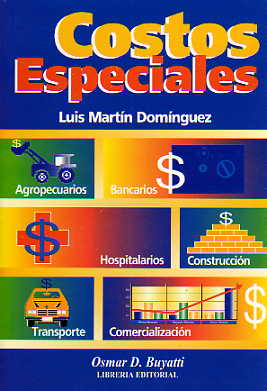 Costos
Especiales
Luis Martín Domínguez
$
Agropecuarios
Bancarios
$
$
Hospitalarios
$
Construcción
$
Transporte
Comercialización
Osmar D. Buyatti
LIBRERIA EDITORIAL